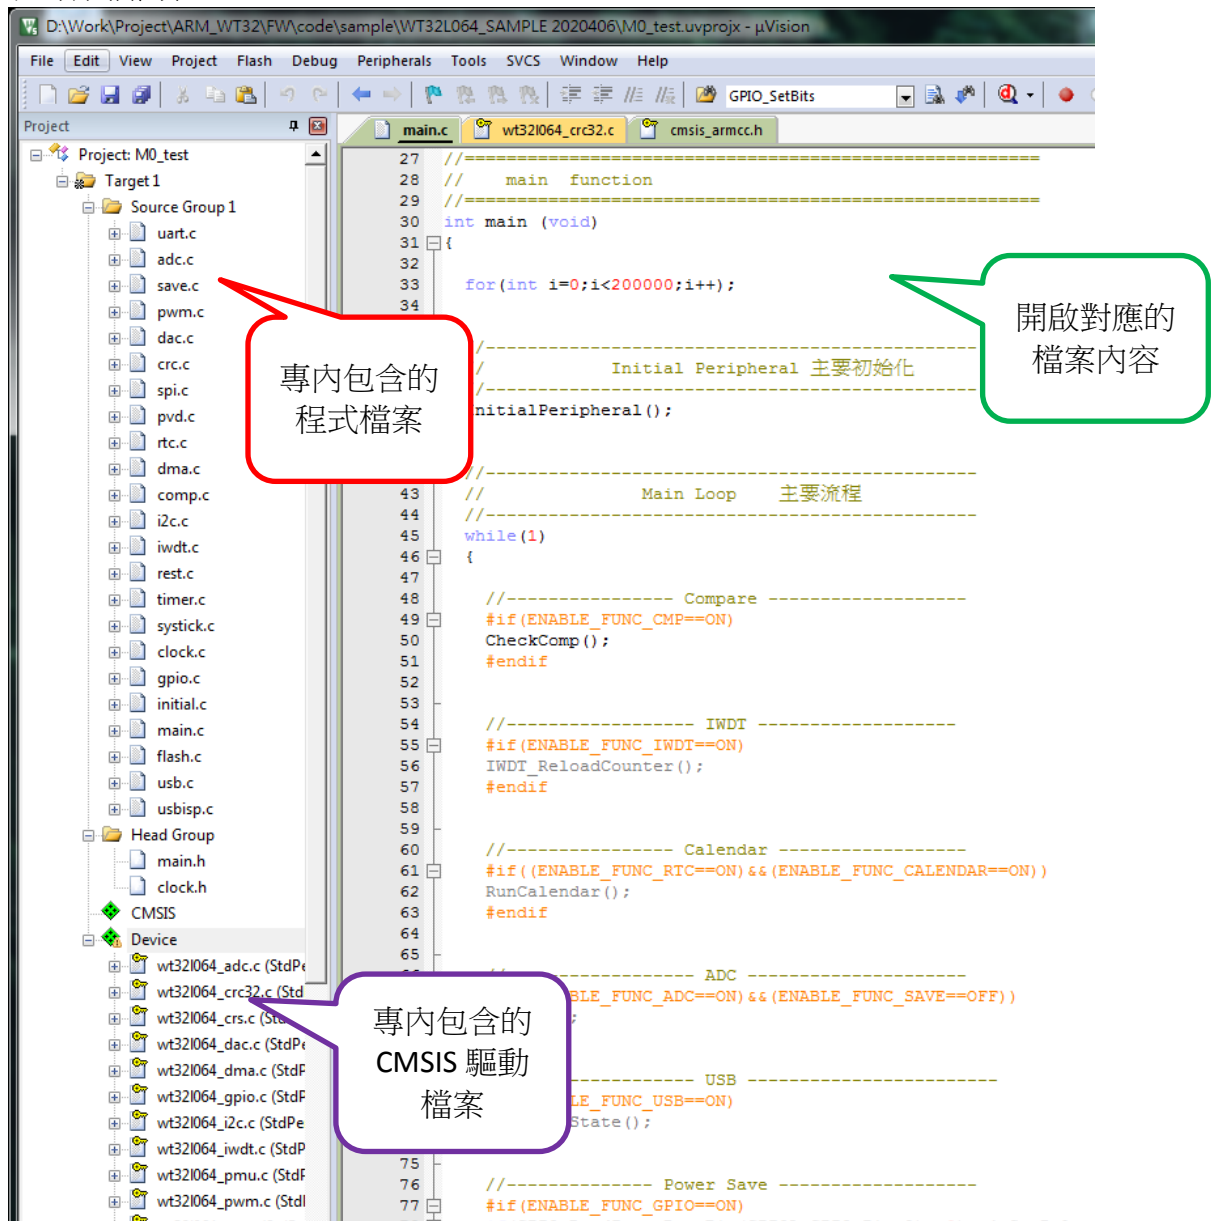 D:\Work\Project\ARM_WT32\FW\code\sample\WT32L064_SAMPLE 2020406\M0_test.uvprojx - µVision
File Edit View Project Flash Debug Peripherals Tools SVCS Window Help
GPIO_SetBits
Project
main.c wt32l064_crc32.c cmsis_armcc.h
Project: M0_test
Target 1
Source Group 1
uart.c
adc.c
save.c
pwm.c
dac.c
crc.c
spi.c
pvd.c
rtc.c
dma.c
comp.c
i2c.c
iwdt.c
rest.c
timer.c
systick.c
clock.c
gpio.c
initial.c
main.c
flash.c
usb.c
usbisp.c
Head Group
main.h
clock.h
CMSIS
Device
wt32l064_adc.c (StdPe
wt32l064_crc32.c (Std
wt32l064_crs.c (Std
wt32l064_dac.c (StdPe
wt32l064_dma.c (StdP
wt32l064_gpio.c (StdP
wt32l064_i2c.c (StdPe
wt32l064_iwdt.c (StdP
wt32l064_pmu.c (StdP
wt32l064_pwm.c (Std
27 //=======================================================
28 // main function
29 //=======================================================
30 int main (void)
31 {
32
33 for(int i=0;i<200000;i++);
34
/-----------------------------------------------
/ Initial Peripheral 主要初始化
/-----------------------------------------------
nitialPeripheral();
//-----------------------------------------------
43 // Main Loop 主要流程
44 //-----------------------------------------------
45 while(1)
46 {
47
48 //---------------- Compare -------------------
49 #if(ENABLE_FUNC_CMP==ON)
50 CheckComp();
51 #endif
52
53
54 //------------------ IWDT -------------------
55 #if(ENABLE_FUNC_IWDT==ON)
56 IWDT_ReloadCounter();
57 #endif
58
59
60 //---------------- Calendar ------------------
61 #if((ENABLE_FUNC_RTC==ON)&&(ENABLE_FUNC_CALENDAR==ON))
62 RunCalendar();
63 #endif
64
65
--------------- ADC ---------------------
BLE_FUNC_ADC==ON)&&(ENABLE_FUNC_SAVE==OFF))
;
-------------- USB ------------------------
LE_FUNC_USB==ON)
State();
75
76 //-------------- Power Save -------------------
77 #if(ENABLE_FUNC_GPIO==ON)
專內包含的
程式檔案
開啟對應的
檔案內容
專內包含的
CMSIS 驅動
檔案